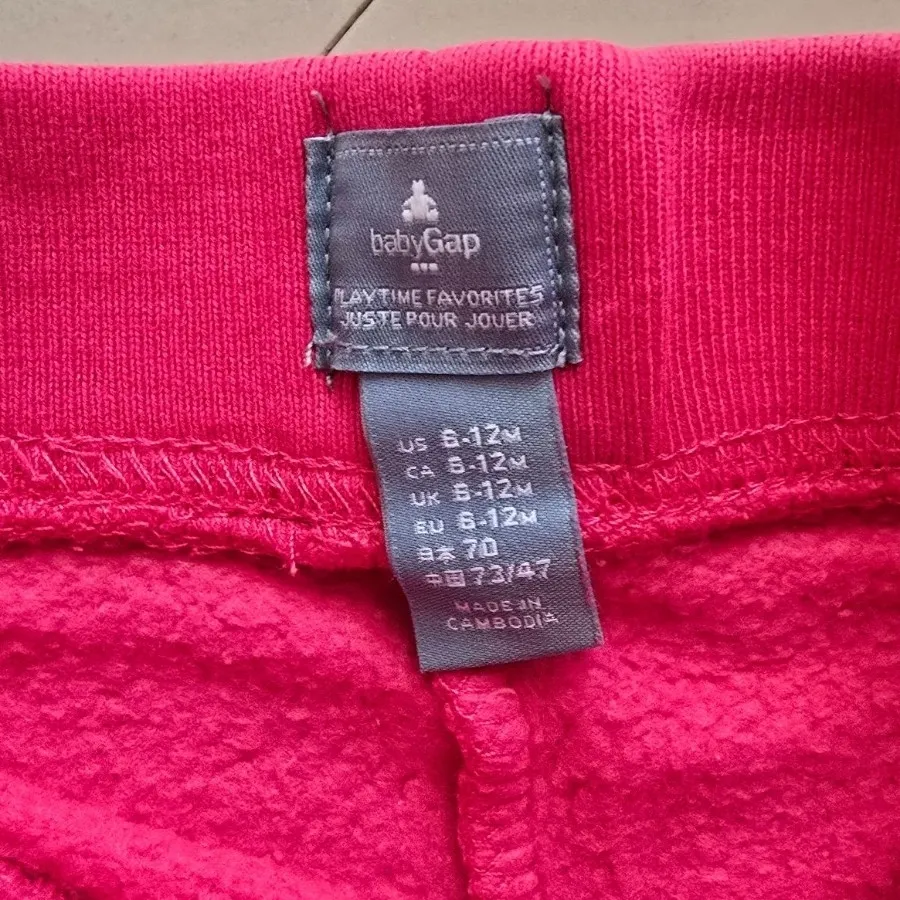 babyGap
PLAYTIME FAVORITES
JUSTE POUR JOUER
US 6-12M
CA 6-12M
UK 6-12M
EU 6-12M
日本 70
中国 73/47
MADE IN
CAMBODIA